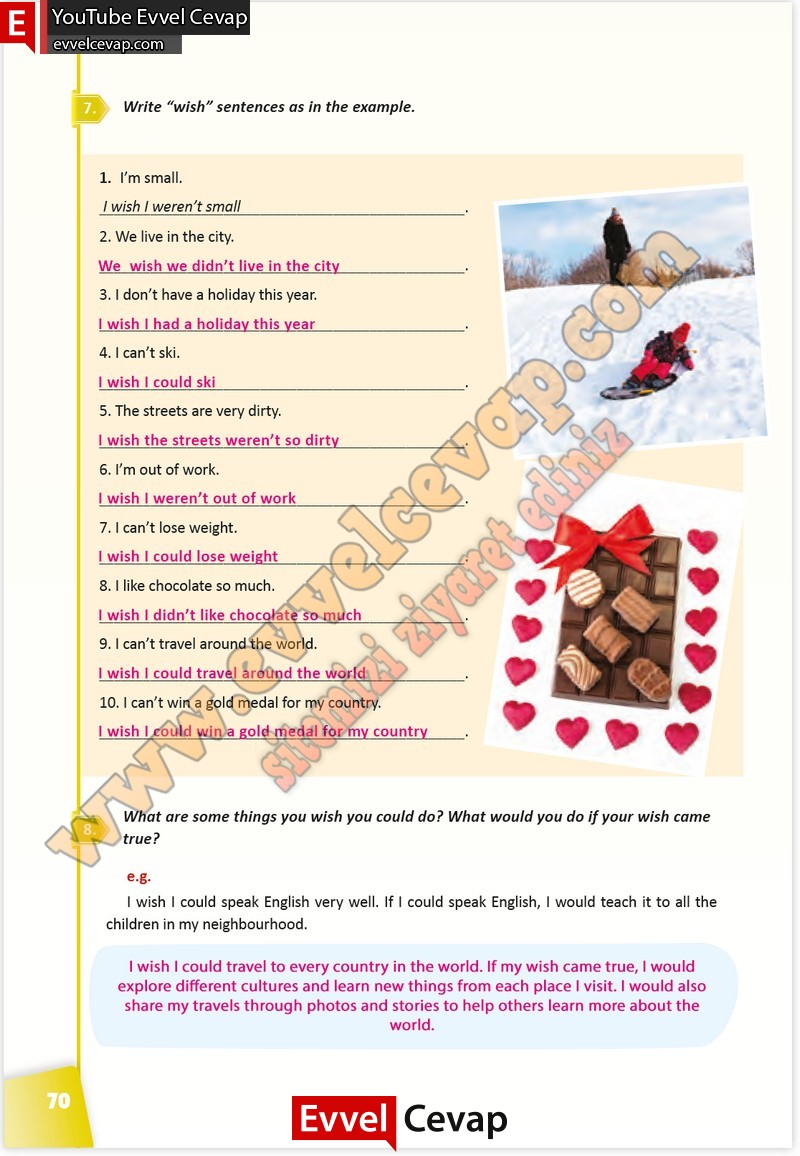 E
YouTube Evvel Cevap
evvelcevap.com
7.
Write “wish” sentences as in the example.
1. I’m small.
I wish I weren’t small.
2. We live in the city.
We wish we didn’t live in the city.
3. I don’t have a holiday this year.
I wish I had a holiday this year.
4. I can’t ski.
I wish I could ski.
5. The streets are very dirty.
I wish the streets weren’t so dirty.
6. I’m out of work.
I wish I weren’t out of work.
7. I can’t lose weight.
I wish I could lose weight.
8. I like chocolate so much.
I wish I didn’t like chocolate so much.
9. I can’t travel around the world.
I wish I could travel around the world.
10. I can’t win a gold medal for my country.
I wish I could win a gold medal for my country.
www.evvelcevap.com
sitemizi ziyaret ediniz
8.
What are some things you wish you could do? What would you do if your wish came
true?
e.g.
I wish I could speak English very well. If I could speak English, I would teach it to all the
children in my neighbourhood.
I wish I could travel to every country in the world. If my wish came true, I would
explore different cultures and learn new things from each place I visit. I would also
share my travels through photos and stories to help others learn more about the
world.
70
Evvel Cevap